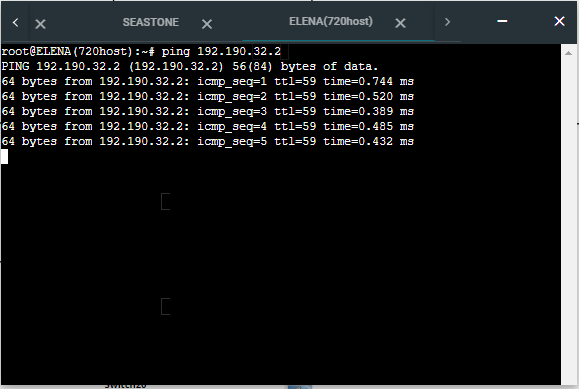 SEASTONE ELENA(720host)
root@ELENA(720host):~# ping 192.190.32.2
PING 192.190.32.2 (192.190.32.2) 56(84) bytes of data.
64 bytes from 192.190.32.2: icmp_seq=1 ttl=59 time=0.744 ms
64 bytes from 192.190.32.2: icmp_seq=2 ttl=59 time=0.520 ms
64 bytes from 192.190.32.2: icmp_seq=3 ttl=59 time=0.389 ms
64 bytes from 192.190.32.2: icmp_seq=4 ttl=59 time=0.485 ms
64 bytes from 192.190.32.2: icmp_seq=5 ttl=59 time=0.432 ms